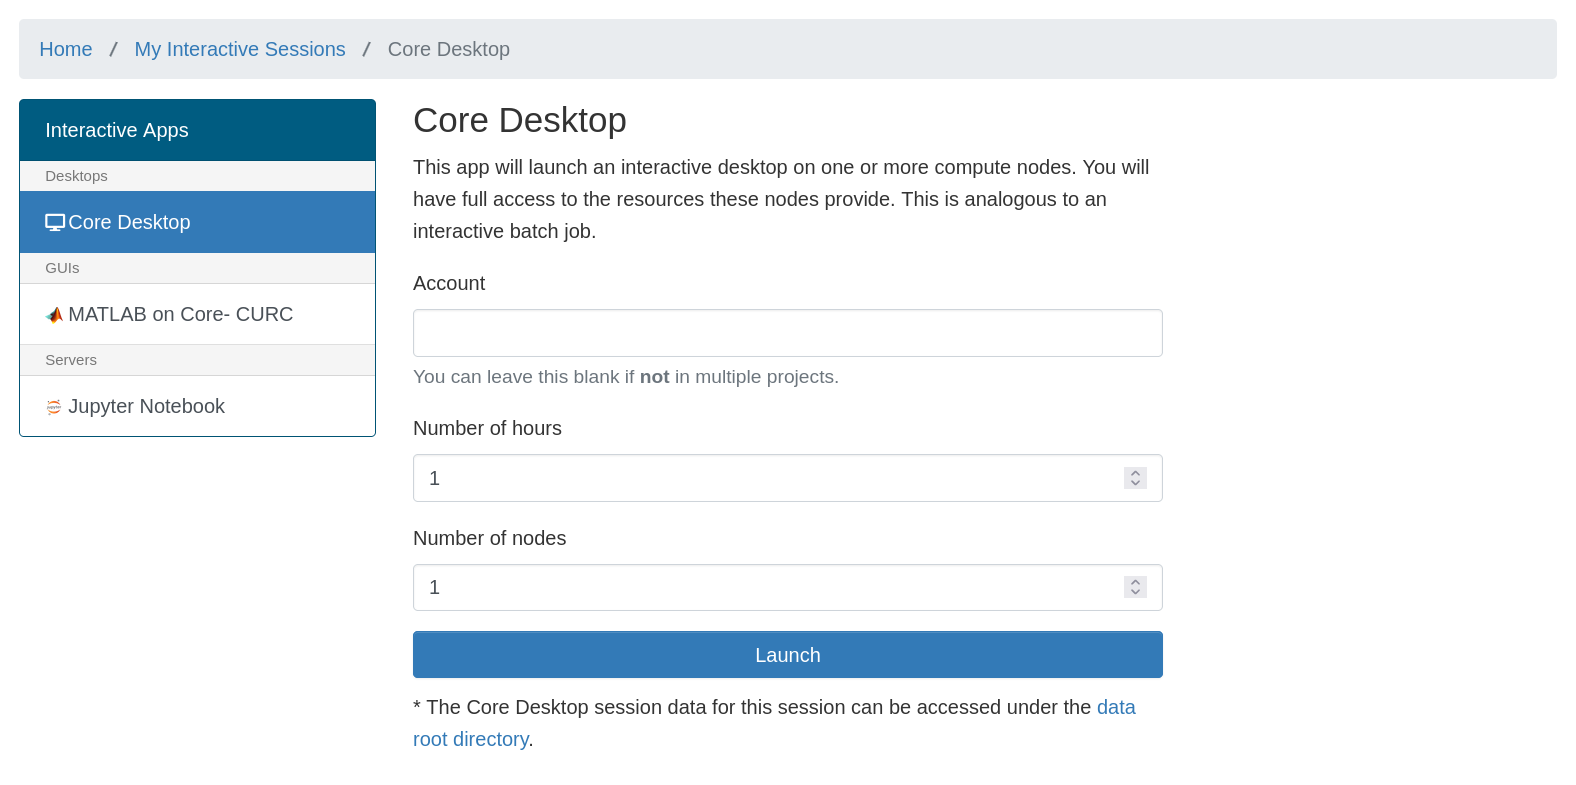 Home / My Interactive Sessions / Core Desktop
Interactive Apps
Desktops
Core Desktop
GUIs
MATLAB on Core- CURC
Servers
Jupyter Notebook
Core Desktop
This app will launch an interactive desktop on one or more compute nodes. You will
have full access to the resources these nodes provide. This is analogous to an
interactive batch job.
Account
You can leave this blank if not in multiple projects.
Number of hours
1
Number of nodes
1
Launch
* The Core Desktop session data for this session can be accessed under the data
root directory.